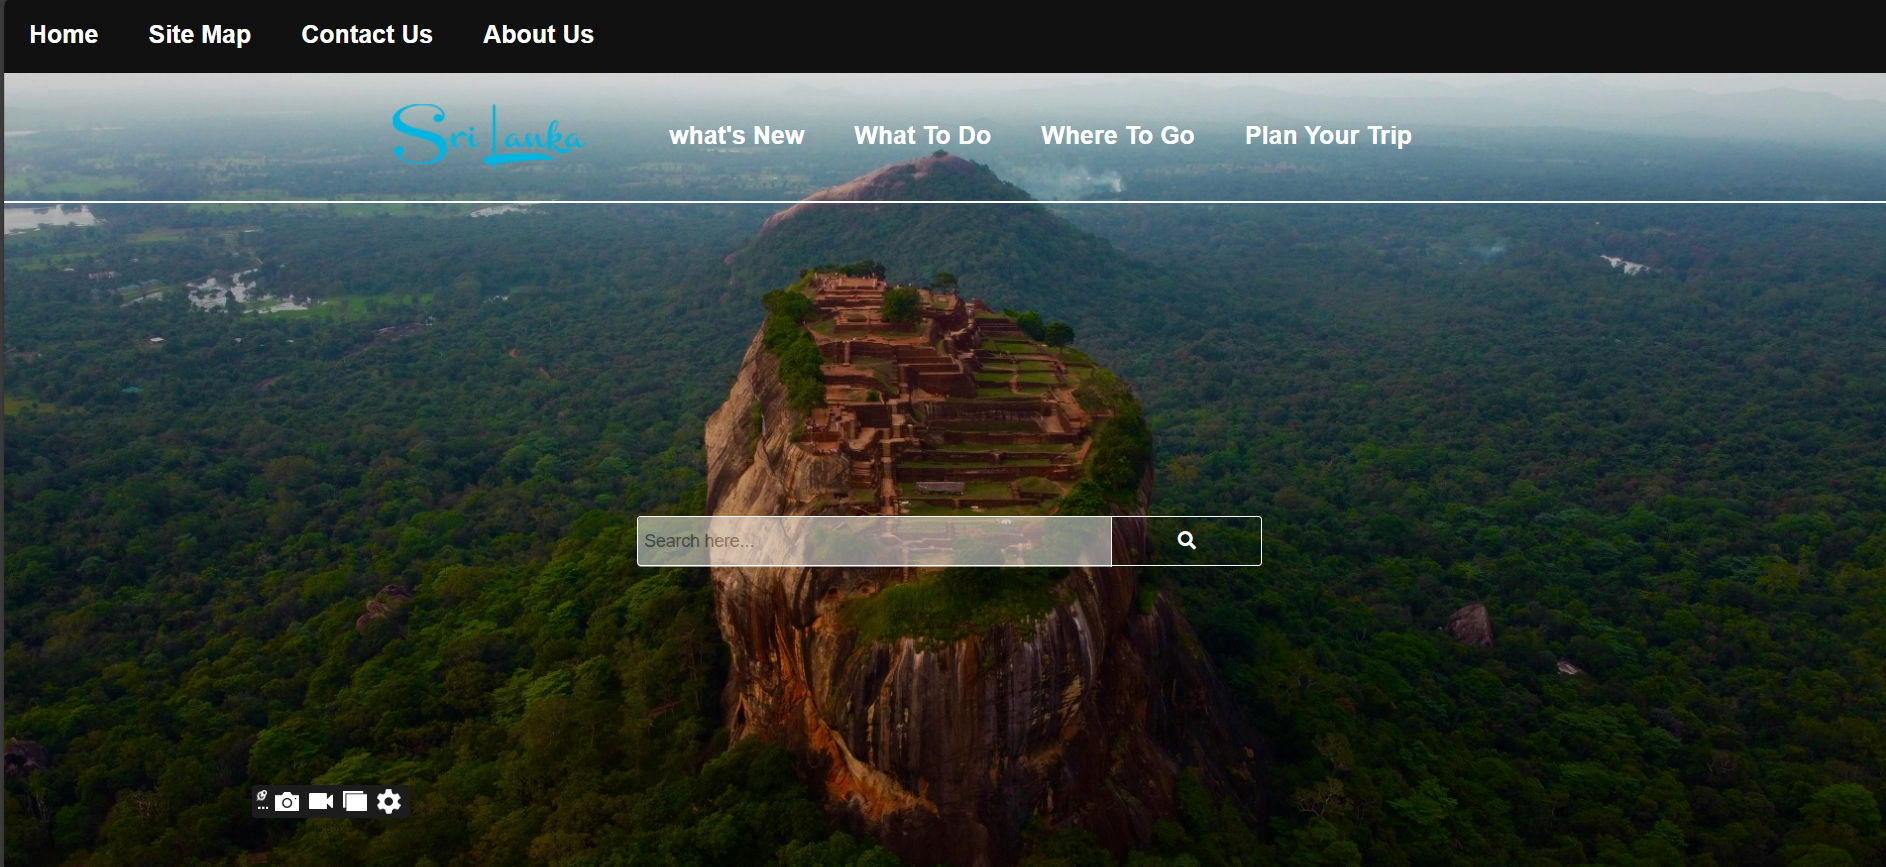 Home Site Map Contact Us About Us
Sri Lanka what's New What To Do Where To Go Plan Your Trip
Search here...